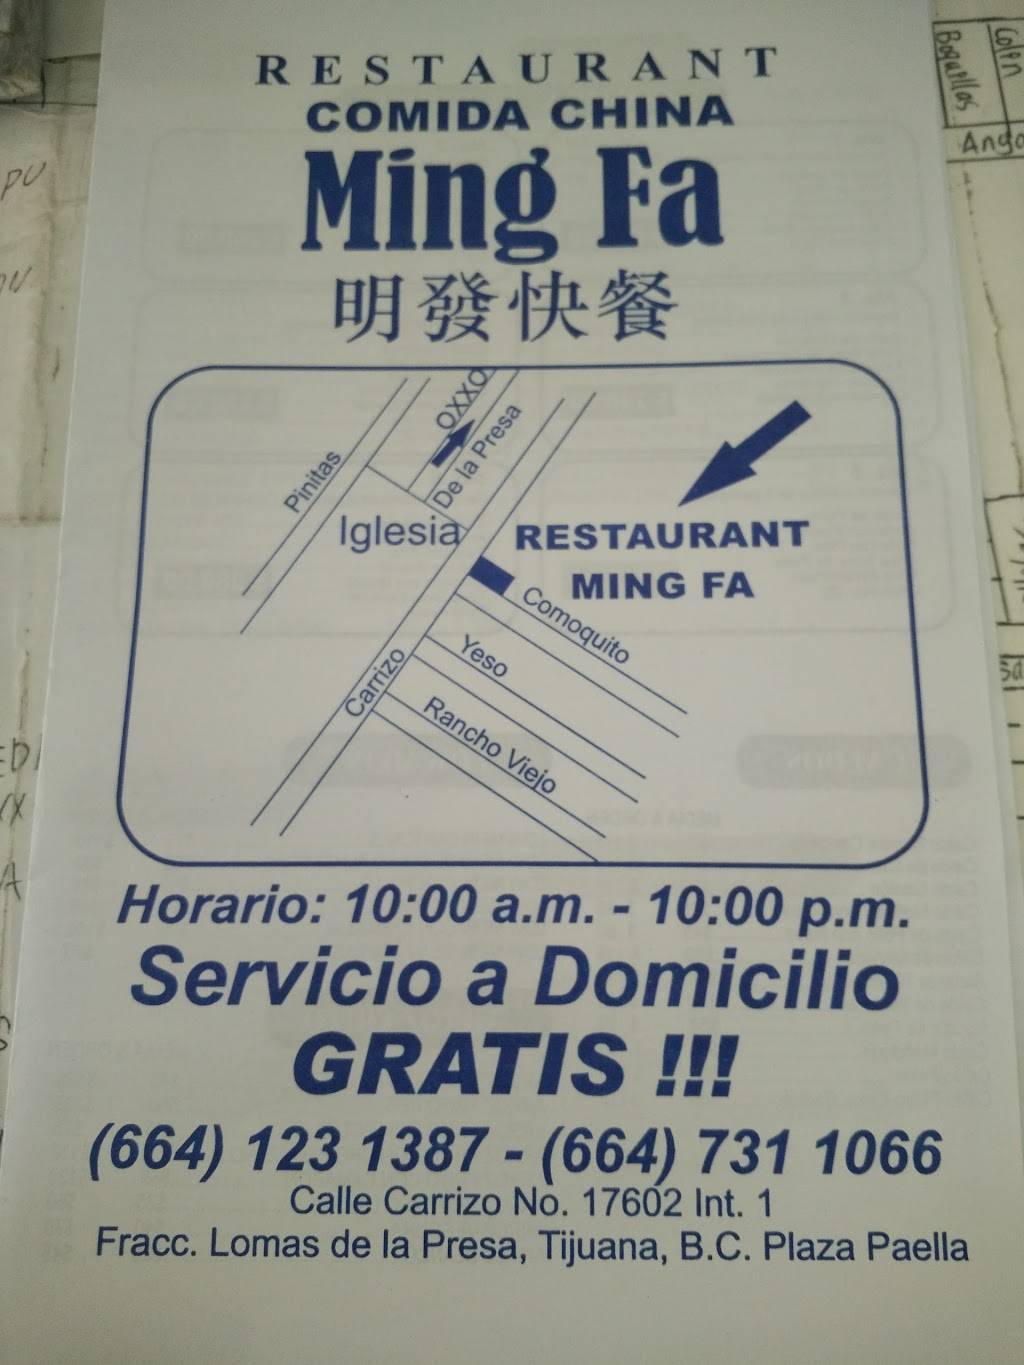 RESTAURANT
COMIDA CHINA
Ming Fa
明發快餐
OXXO
De la Presa
Pinitas
Iglesia
RESTAURANT
MING FA
Comoquito
Yeso
Carrizo
Rancho Viejo
Horario: 10:00 a.m. - 10:00 p.m.
Servicio a Domicilio
GRATIS !!!
(664) 123 1387 - (664) 731 1066
Calle Carrizo No. 17602 Int. 1
Fracc. Lomas de la Presa, Tijuana, B.C. Plaza Paella
Boquillas